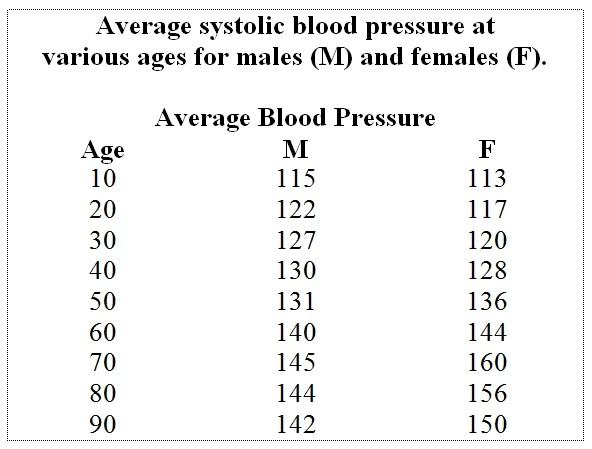 Average systolic blood pressure at
various ages for males (M) and females (F).
Average Blood Pressure
Age M F
10 115 113
20 122 117
30 127 120
40 130 128
50 131 136
60 140 144
70 145 160
80 144 156
90 142 150